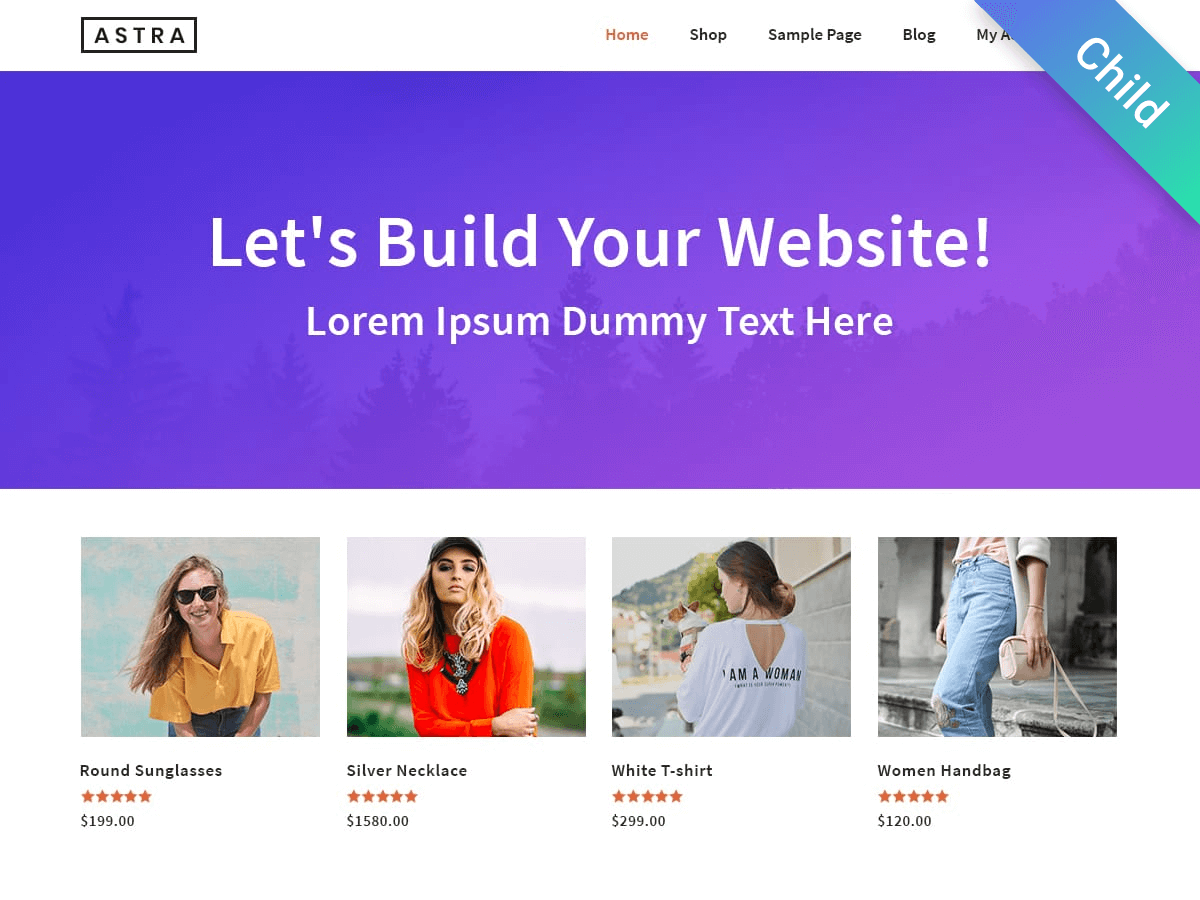 ASTRA
Home Shop Sample Page Blog My A
Child
Let's Build Your Website!
Lorem Ipsum Dummy Text Here
I AM A WOMAN
Round Sunglasses Silver Necklace White T-shirt Women Handbag
$199.00 $1580.00 $299.00 $120.00